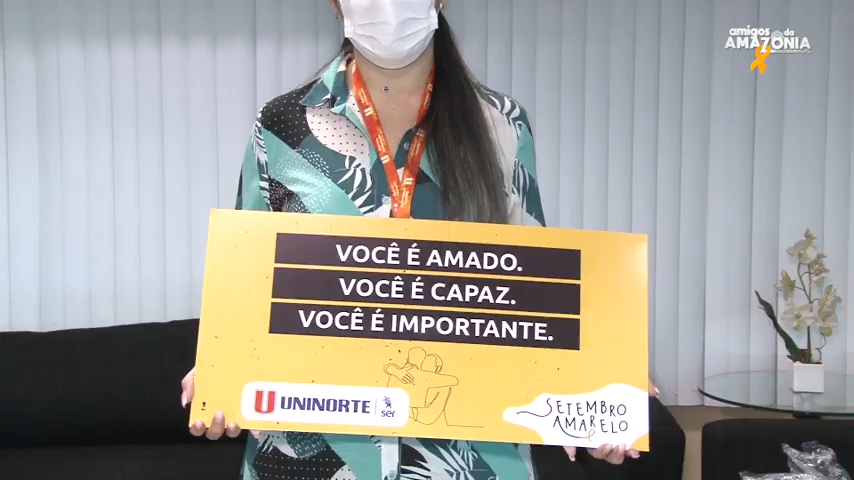 amigos da
AMAZÔNIA
VOCÊ É AMADO.
VOCÊ É CAPAZ.
VOCÊ É IMPORTANTE.
UNINORTE
ser
SETEMBRO
AMARELO